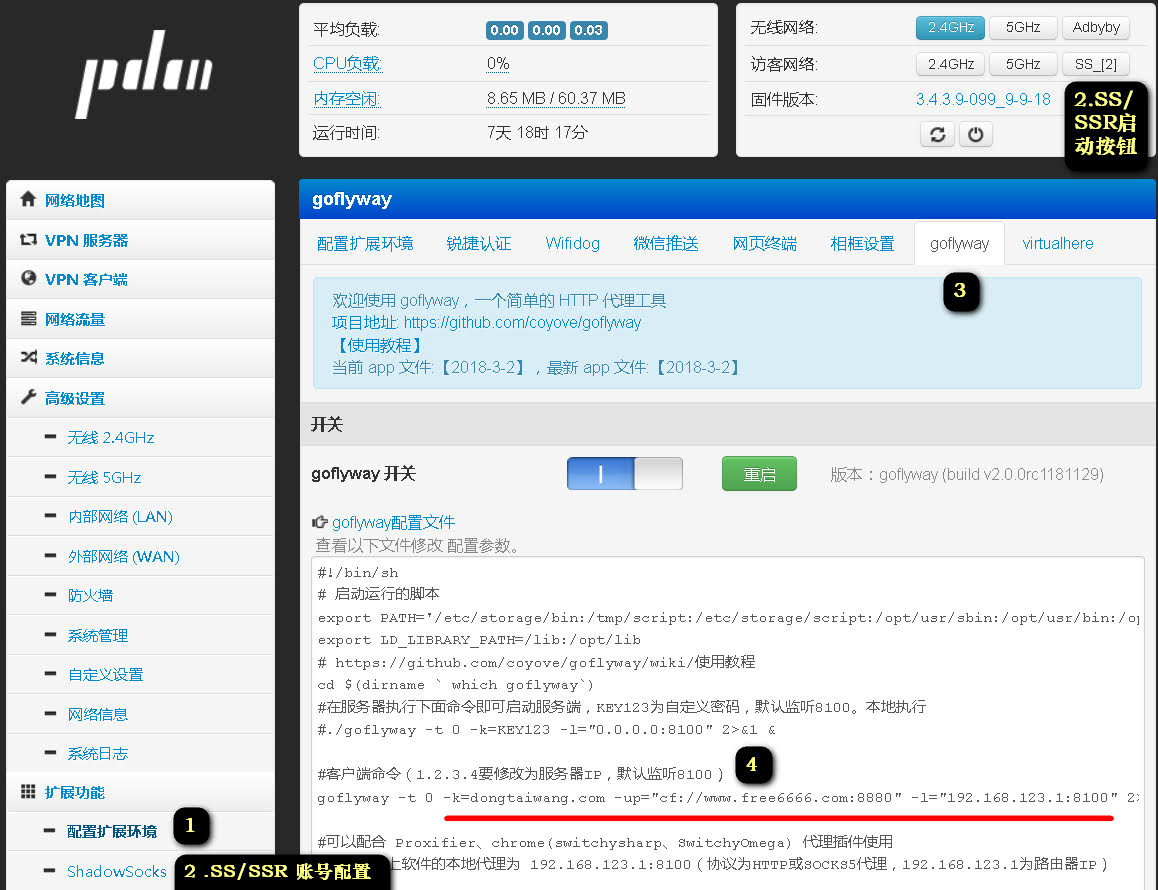 pdcn
平均负载:
0.00 0.00 0.03
CPU负载:
0%
内存空闲:
8.65 MB / 60.37 MB
运行时间:
7天 18时 17分
无线网络:
2.4GHz 5GHz Adbyby
访客网络:
2.4GHz 5GHz SS_[2]
固件版本:
3.4.3.9-099_9-9-18
2.SS/
SSR启
动按钮
网络地图
VPN 服务器
VPN 客户端
网络流量
系统信息
高级设置
无线 2.4GHz
无线 5GHz
内部网络 (LAN)
外部网络 (WAN)
防火墙
系统管理
自定义设置
网络信息
系统日志
扩展功能
配置扩展环境
1
ShadowSocks
2 .SS/SSR 账号配置
goflyway
配置扩展环境 锐捷认证 Wifidog 微信推送 网页终端 相框设置 goflyway virtualhere
3
欢迎使用 goflyway，一个简单的 HTTP 代理工具
项目地址: https://github.com/coyove/goflyway
【使用教程】
当前 app 文件:【2018-3-2】，最新 app 文件:【2018-3-2】
开关
goflyway 开关
重启
版本：goflyway (build v2.0.0rc1181129)
goflyway配置文件
查看以下文件修改 配置参数。
#!/bin/sh
# 启动运行的脚本
export PATH='/etc/storage/bin:/tmp/script:/etc/storage/script:/opt/usr/sbin:/opt/usr/bin:/op
export LD_LIBRARY_PATH=/lib:/opt/lib
# https://github.com/coyove/goflyway/wiki/使用教程
cd $(dirname ` which goflyway`)
#在服务器执行下面命令即可启动服务端，KEY123为自定义密码，默认监听8100。本地执行
#./goflyway -t 0 -k=KEY123 -l="0.0.0.0:8100" 2>&1 &
#客户端命令（1.2.3.4要修改为服务器IP，默认监听8100）
4
goflyway -t 0 -k=dongtaiwang.com -up="cf://www.free6666.com:8880" -l="192.168.123.1:8100" 2>
#可以配合 Proxifier、chrome(switchysharp、SwitchyOmega) 代理插件使用
上软件的本地代理为 192.168.123.1:8100（协议为HTTP或SOCKS5代理，192.168.123.1为路由器IP）